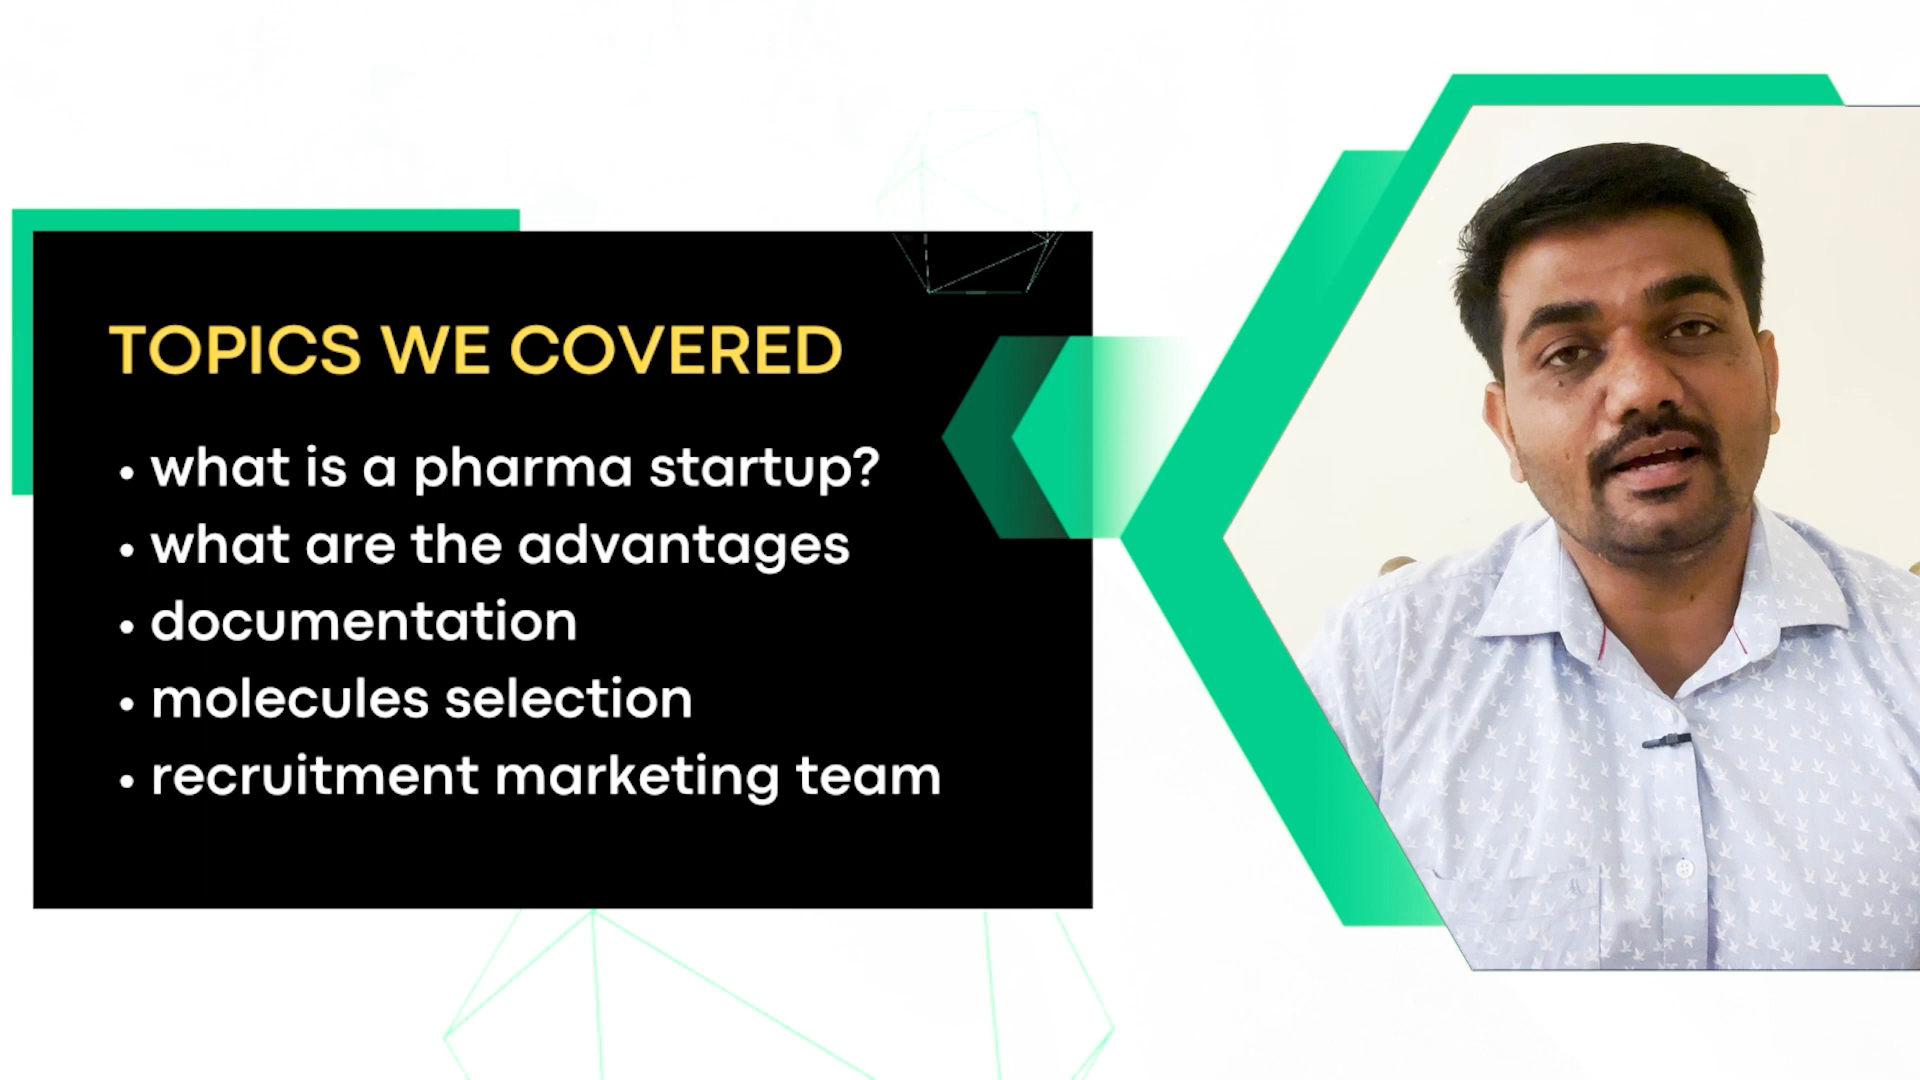 TOPICS WE COVERED
• what is a pharma startup?
• what are the advantages
• documentation
• molecules selection
• recruitment marketing team